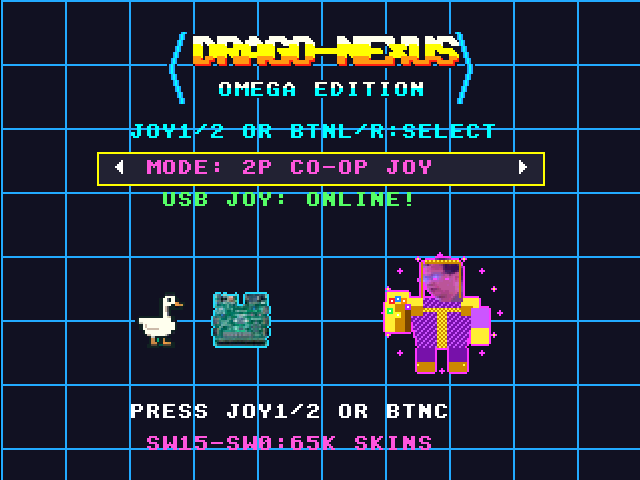 DRAGO-NEXUS
OMEGA EDITION
JOY1/2 OR BTNL/R:SELECT
MODE: 2P CO-OP JOY
USB JOY: ONLINE!
PRESS JOY1/2 OR BTNC
SW15-SW0:65K SKINS